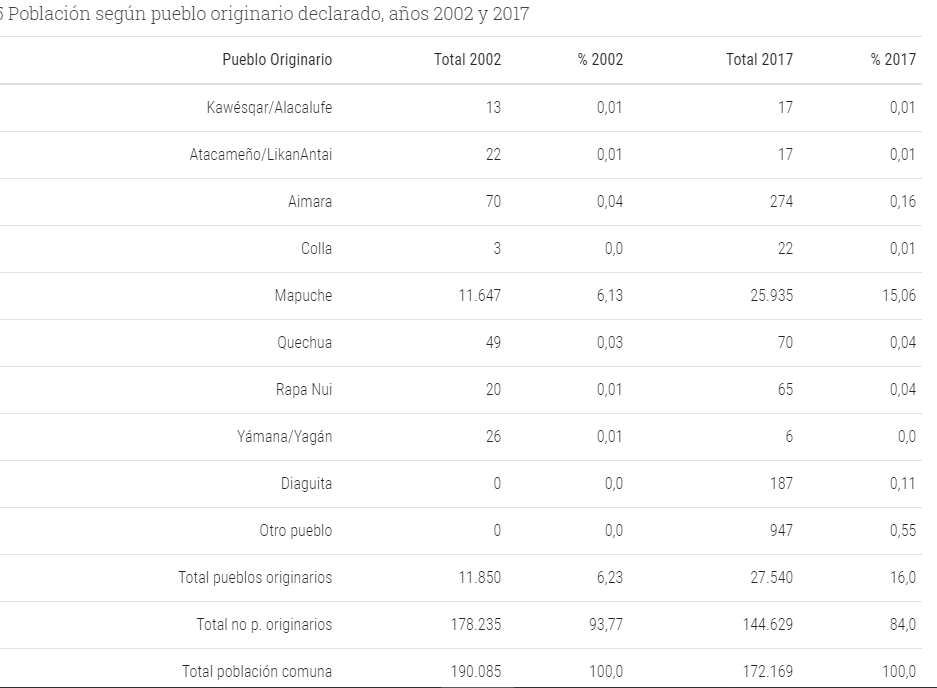 5 Población según pueblo originario declarado, años 2002 y 2017
Pueblo Originario Total 2002 % 2002 Total 2017 % 2017
Kawésqar/Alacalufe 13 0,01 17 0,01
Atacameño/LikanAntai 22 0,01 17 0,01
Aimara 70 0,04 274 0,16
Colla 3 0,0 22 0,01
Mapuche 11.647 6,13 25.935 15,06
Quechua 49 0,03 70 0,04
Rapa Nui 20 0,01 65 0,04
Yámana/Yagán 26 0,01 6 0,0
Diaguita 0 0,0 187 0,11
Otro pueblo 0 0,0 947 0,55
Total pueblos originarios 11.850 6,23 27.540 16,0
Total no p. originarios 178.235 93,77 144.629 84,0
Total población comuna 190.085 100,0 172.169 100,0